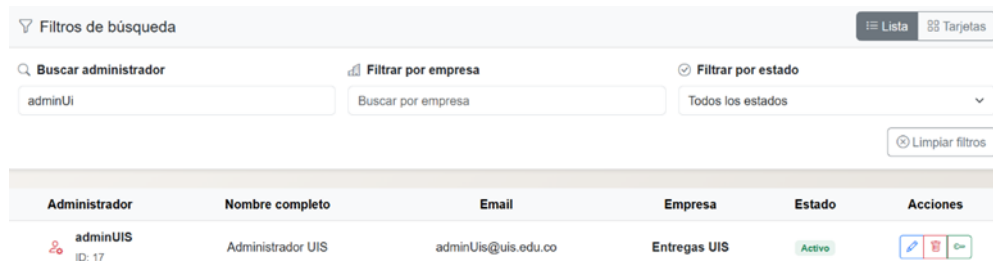 Filtros de búsqueda
Lista
Tarjetas
Buscar administrador
Filtrar por empresa
Filtrar por estado
adminUi
Buscar por empresa
Todos los estados
Limpiar filtros
Administrador Nombre completo Email Empresa Estado Acciones
adminUIS
ID: 17
Administrador UIS
adminUis@uis.edu.co
Entregas UIS
Activo